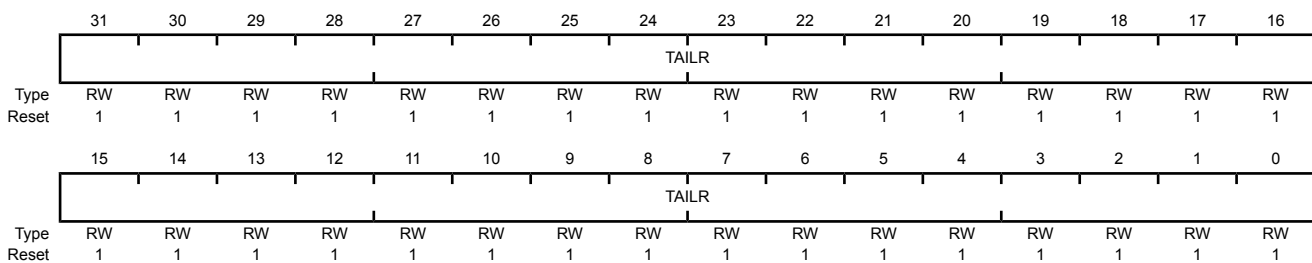 31 30 29 28 27 26 25 24 23 22 21 20 19 18 17 16
TAILR
Type RW RW RW RW RW RW RW RW RW RW RW RW RW RW RW RW
Reset 1 1 1 1 1 1 1 1 1 1 1 1 1 1 1 1
15 14 13 12 11 10 9 8 7 6 5 4 3 2 1 0
TAILR
Type RW RW RW RW RW RW RW RW RW RW RW RW RW RW RW RW
Reset 1 1 1 1 1 1 1 1 1 1 1 1 1 1 1 1